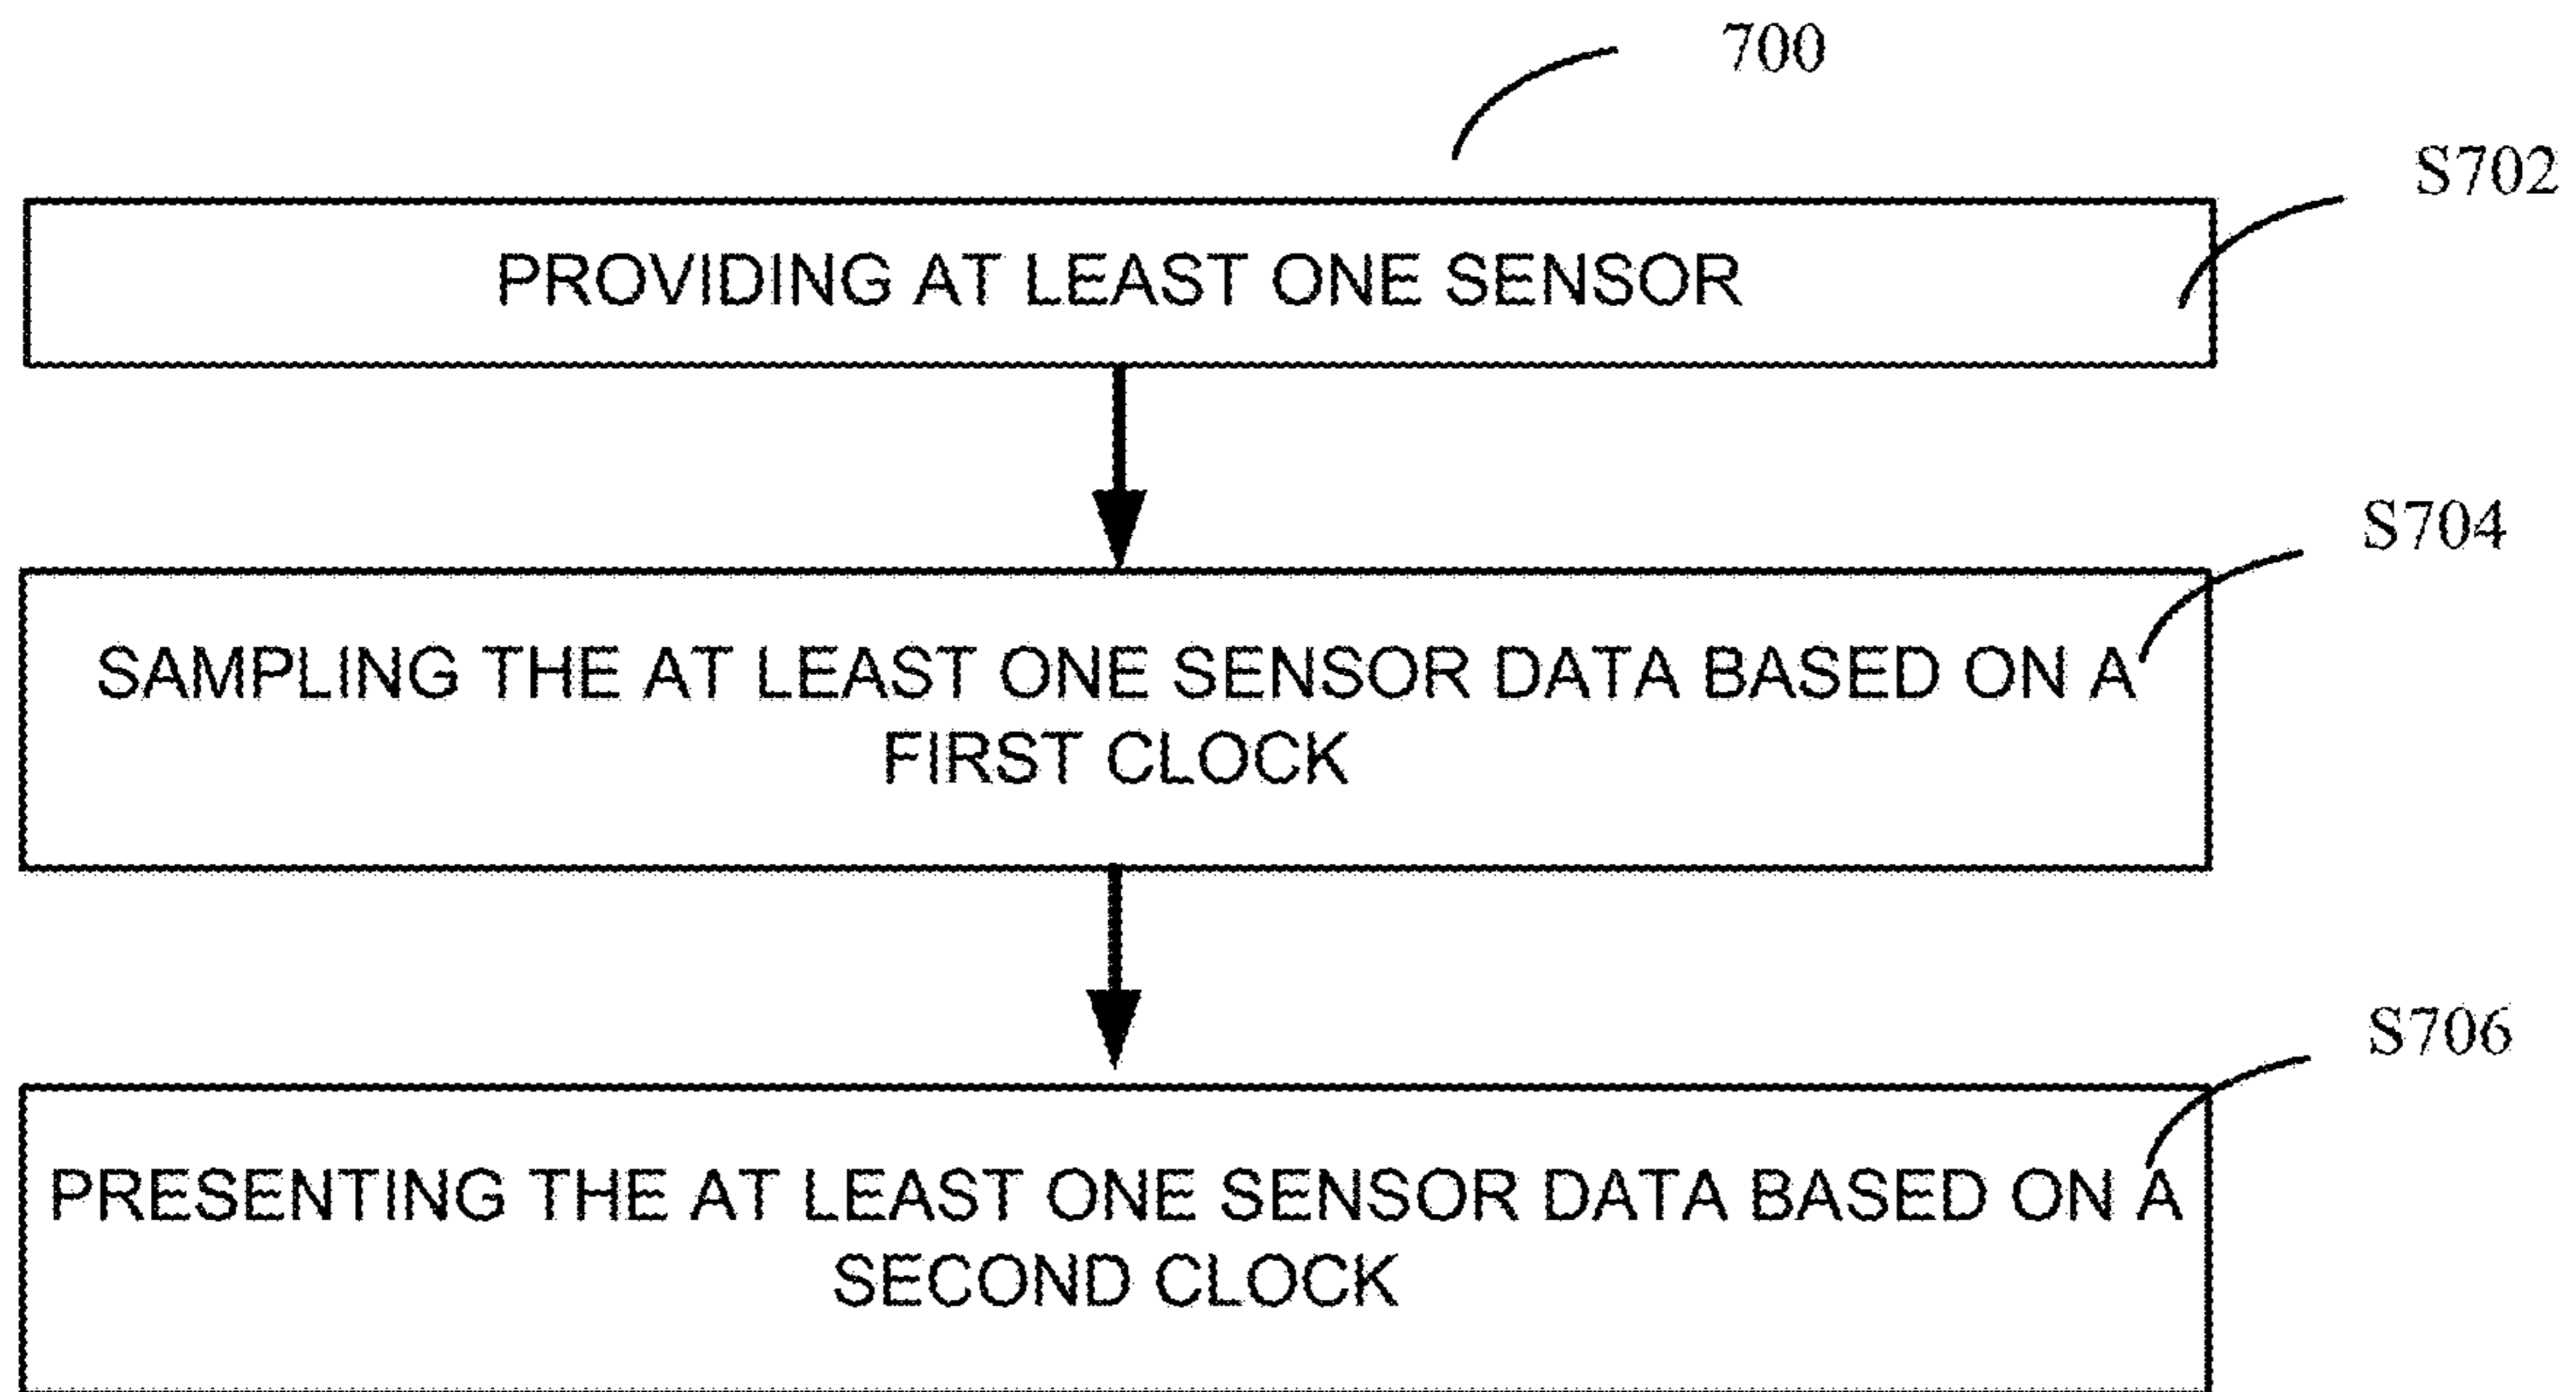 700
S702
PROVIDING AT LEAST ONE SENSOR
S704
SAMPLING THE AT LEAST ONE SENSOR DATA BASED ON A
FIRST CLOCK
S706
PRESENTING THE AT LEAST ONE SENSOR DATA BASED ON A
SECOND CLOCK